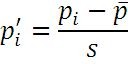 p′ᵢ = (pᵢ − p̄) / s